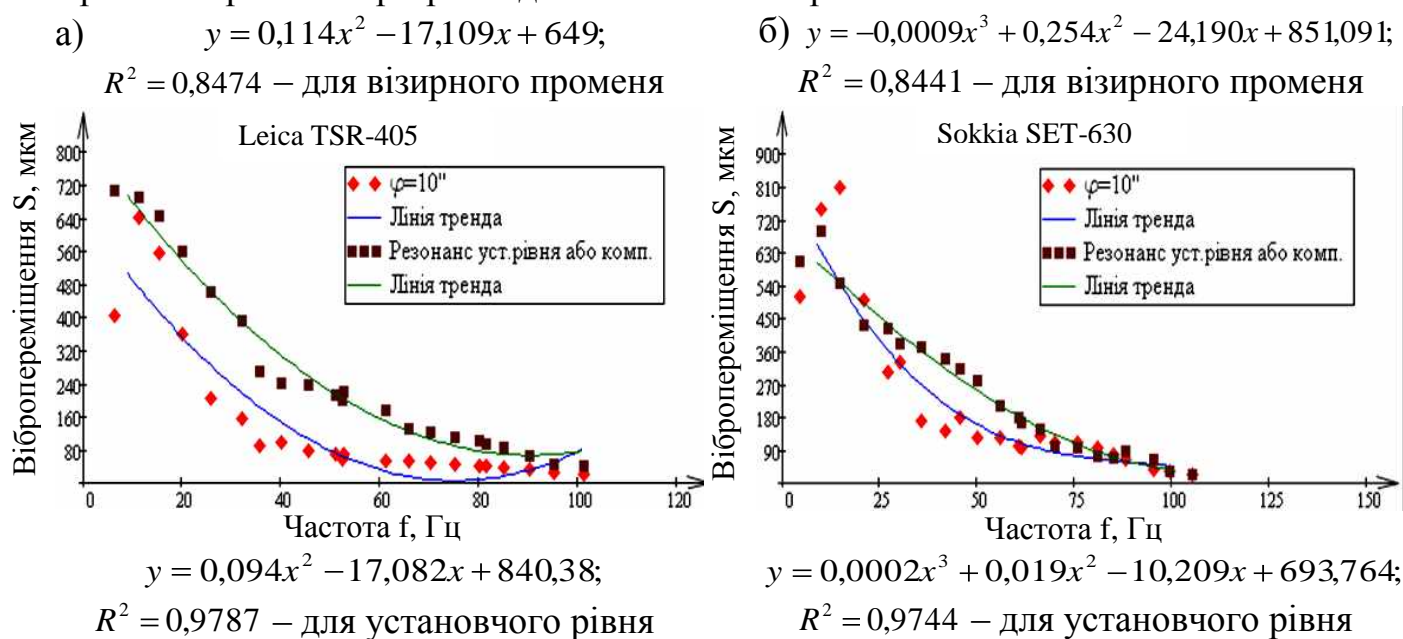 а) y = 0,114x² − 17,109x + 649;
R² = 0,8474 – для візирного променя
Leica TSR-405
Вібропереміщення S, мкм
800
720
640
560
480
400
320
240
160
80
φ=10"
Лінія тренда
Резонанс уст.рівня або комп.
Лінія тренда
0 20 40 60 80 100 120
Частота f, Гц
y = 0,094x² − 17,082x + 840,38;
R² = 0,9787 – для установчого рівня
б) y = −0,0009x³ + 0,254x² − 24,190x + 851,091;
R² = 0,8441 – для візирного променя
Sokkia SET-630
Вібропереміщення S, мкм
900
810
720
630
540
450
360
270
180
90
φ=10"
Лінія тренда
Резонанс уст.рівня або комп.
Лінія тренда
0 25 50 75 100 125 150
Частота f, Гц
y = 0,0002x³ + 0,019x² − 10,209x + 693,764;
R² = 0,9744 – для установчого рівня